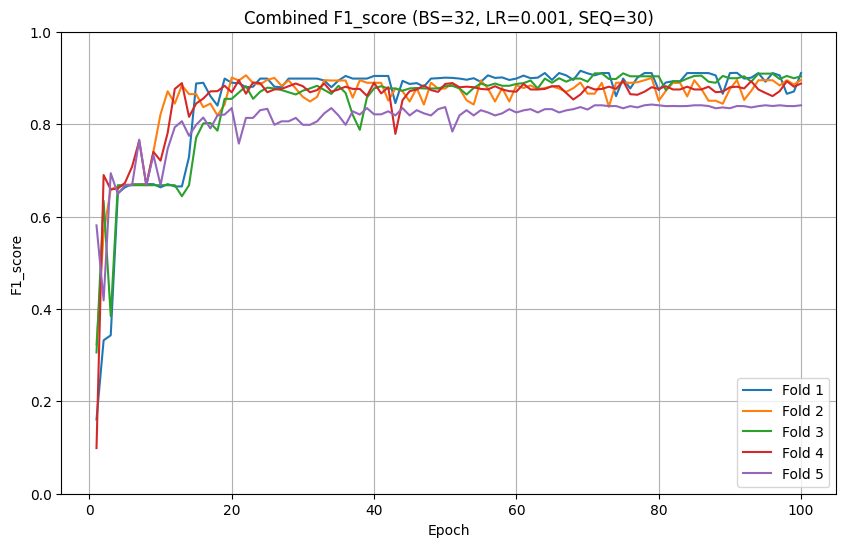 Combined F1_score (BS=32, LR=0.001, SEQ=30)
1.0
0.8
0.6
0.4
0.2
0.0
F1_score
0 20 40 60 80 100
Epoch
Fold 1
Fold 2
Fold 3
Fold 4
Fold 5